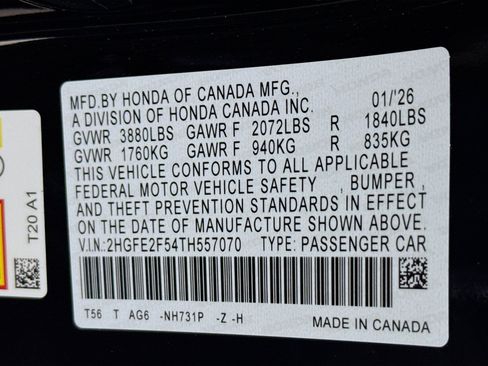 MFD.BY HONDA OF CANADA MFG.,
A DIVISION OF HONDA CANADA INC. 01/'26
GVWR 3880LBS GAWR F 2072LBS R 1840LBS
GVWR 1760KG GAWR F 940KG R 835KG
THIS VEHICLE CONFORMS TO ALL APPLICABLE
FEDERAL MOTOR VEHICLE SAFETY , BUMPER ,
AND THEFT PREVENTION STANDARDS IN EFFECT
ON THE DATE OF MANUFACTURE SHOWN ABOVE.
V.I.N.: 2HGFE2F54TH557070 TYPE: PASSENGER CAR
T56 T AG6 -NH731P -Z -H
MADE IN CANADA
T20 A1